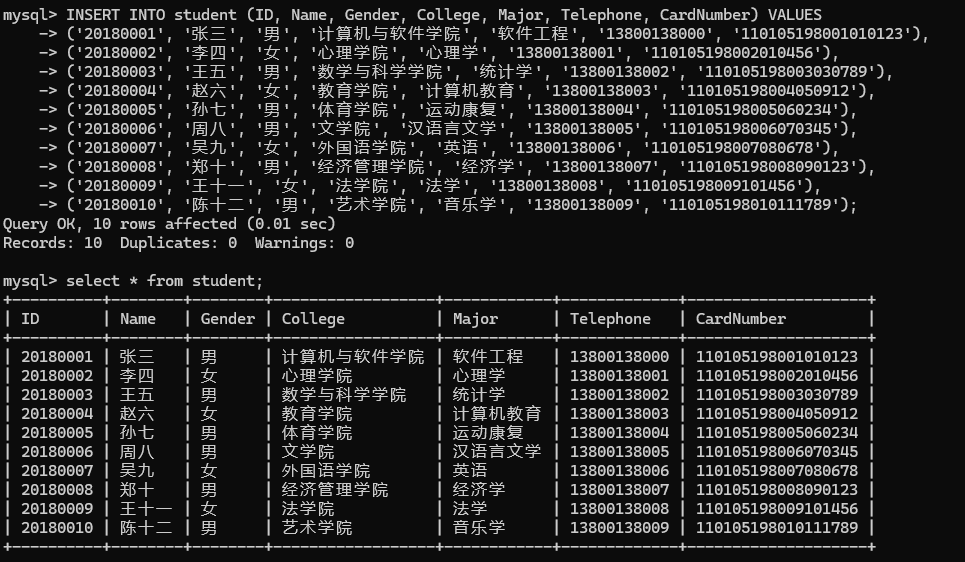 mysql> INSERT INTO student (ID, Name, Gender, College, Major, Telephone, CardNumber) VALUES
    -> ('20180001', '张三', '男', '计算机与软件学院', '软件工程', '13800138000', '110105198001010123'),
    -> ('20180002', '李四', '女', '心理学院', '心理学', '13800138001', '110105198002010456'),
    -> ('20180003', '王五', '男', '数学与科学学院', '统计学', '13800138002', '110105198003030789'),
    -> ('20180004', '赵六', '女', '教育学院', '计算机教育', '13800138003', '110105198004050912'),
    -> ('20180005', '孙七', '男', '体育学院', '运动康复', '13800138004', '110105198005060234'),
    -> ('20180006', '周八', '男', '文学院', '汉语言文学', '13800138005', '110105198006070345'),
    -> ('20180007', '吴九', '女', '外国语学院', '英语', '13800138006', '110105198007080678'),
    -> ('20180008', '郑十', '男', '经济管理学院', '经济学', '13800138007', '110105198008090123'),
    -> ('20180009', '王十一', '女', '法学院', '法学', '13800138008', '110105198009101456'),
    -> ('20180010', '陈十二', '男', '艺术学院', '音乐学', '13800138009', '110105198010111789');
Query OK, 10 rows affected (0.01 sec)
Records: 10  Duplicates: 0  Warnings: 0
mysql> select * from student;
| ID | Name | Gender | College | Major | Telephone | CardNumber |
| 20180001 | 张三 | 男 | 计算机与软件学院 | 软件工程 | 13800138000 | 110105198001010123 |
| 20180002 | 李四 | 女 | 心理学院 | 心理学 | 13800138001 | 110105198002010456 |
| 20180003 | 王五 | 男 | 数学与科学学院 | 统计学 | 13800138002 | 110105198003030789 |
| 20180004 | 赵六 | 女 | 教育学院 | 计算机教育 | 13800138003 | 110105198004050912 |
| 20180005 | 孙七 | 男 | 体育学院 | 运动康复 | 13800138004 | 110105198005060234 |
| 20180006 | 周八 | 男 | 文学院 | 汉语言文学 | 13800138005 | 110105198006070345 |
| 20180007 | 吴九 | 女 | 外国语学院 | 英语 | 13800138006 | 110105198007080678 |
| 20180008 | 郑十 | 男 | 经济管理学院 | 经济学 | 13800138007 | 110105198008090123 |
| 20180009 | 王十一 | 女 | 法学院 | 法学 | 13800138008 | 110105198009101456 |
| 20180010 | 陈十二 | 男 | 艺术学院 | 音乐学 | 13800138009 | 110105198010111789 |